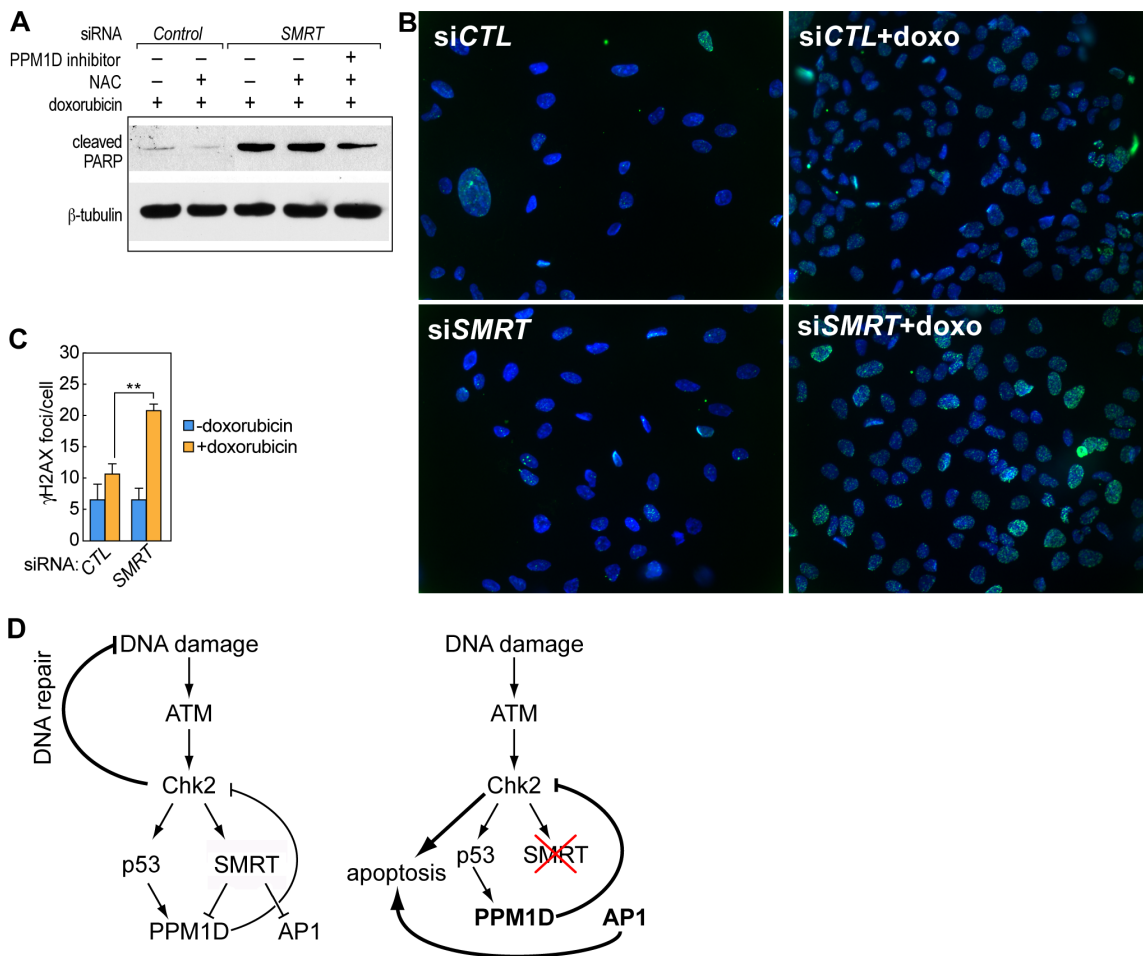 A
siRNA Control SMRT
PPM1D inhibitor – – – – +
NAC – + – + +
doxorubicin + + + + +
cleaved
PARP
β-tubulin
B
siCTL
siCTL+doxo
siSMRT
siSMRT+doxo
C
γH2AX foci/cell
30
25
20
15
10
5
0
**
-doxorubicin
+doxorubicin
siRNA: CTL SMRT
D
DNA damage
DNA repair
ATM
Chk2
p53
SMRT
PPM1D
AP1
DNA damage
ATM
Chk2
p53
SMRT
apoptosis
PPM1D
AP1